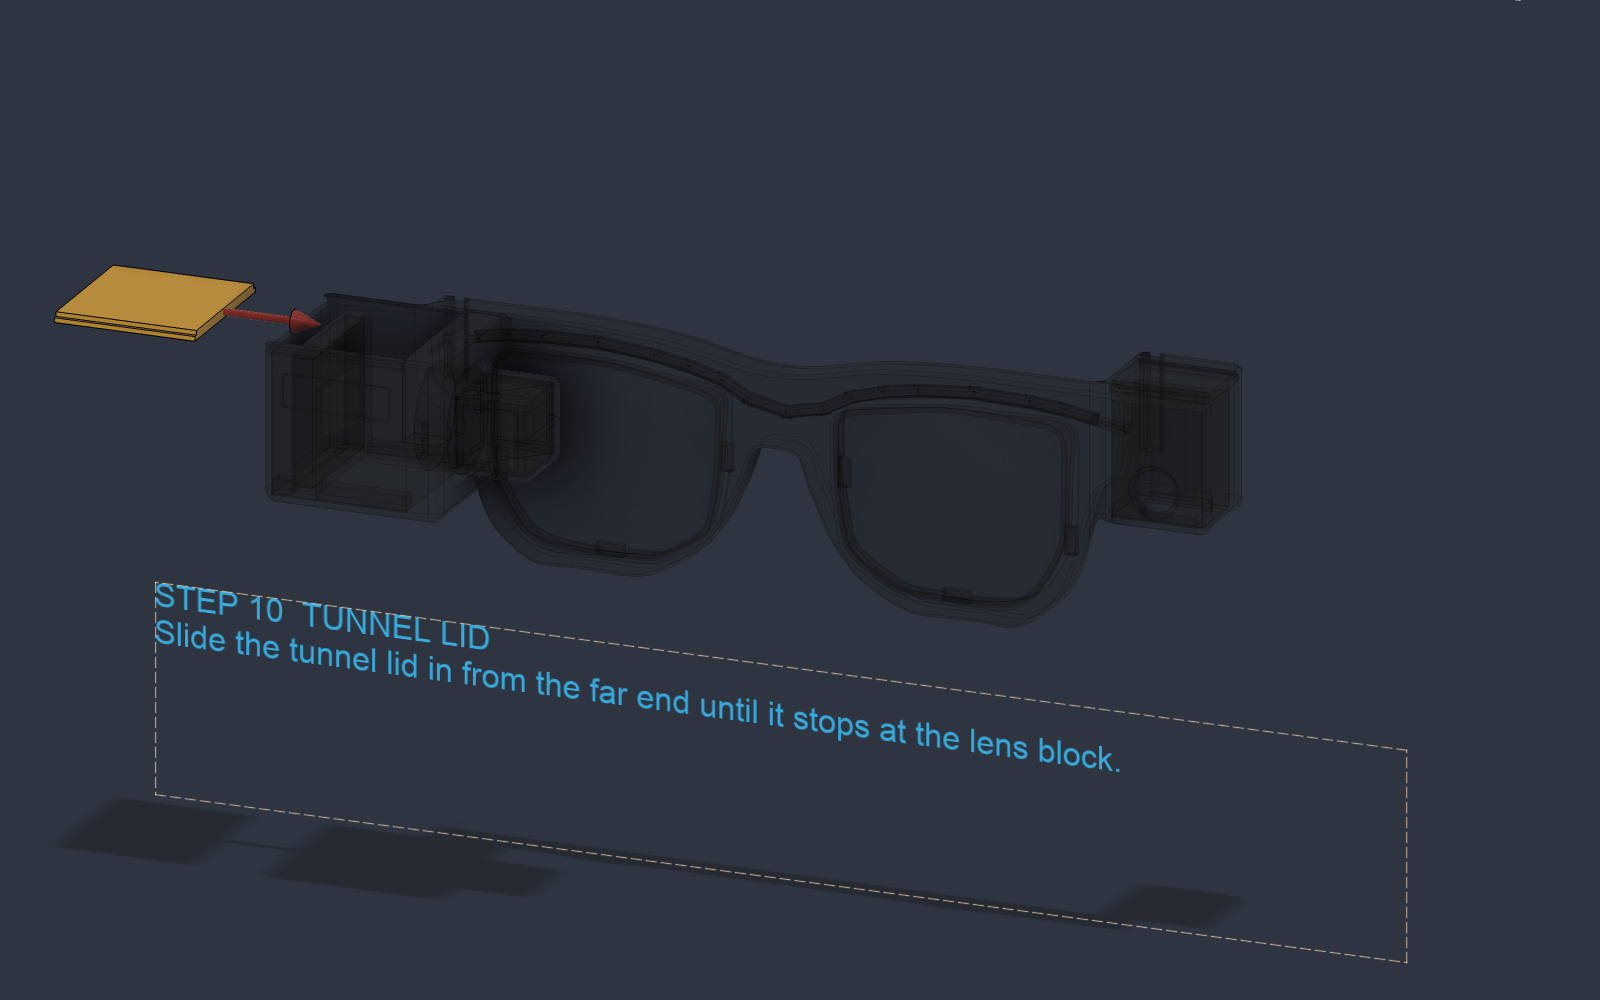 STEP 10  TUNNEL LID
Slide the tunnel lid in from the far end until it stops at the lens block.